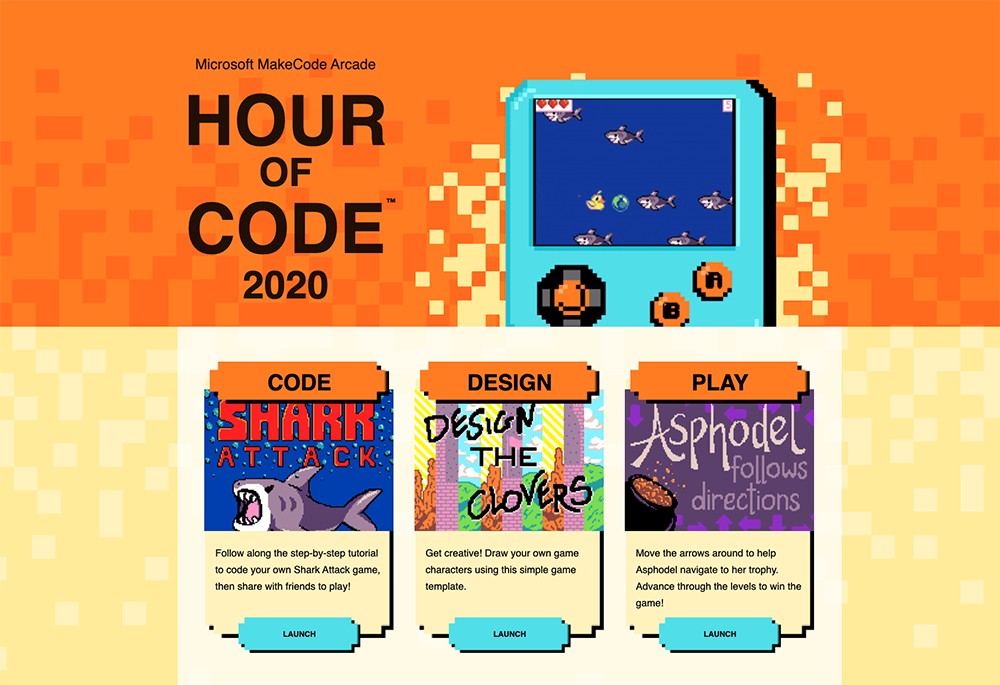 Microsoft MakeCode Arcade
HOUR
OF
CODE™
2020
A
B
CODE
SHARK
ATTACK
Follow along the step-by-step tutorial
to code your own Shark Attack game,
then share with friends to play!
LAUNCH
DESIGN
DESIGN
THE
CLOVERS
Get creative! Draw your own game
characters using this simple game
template.
LAUNCH
PLAY
Asphodel
follows
directions
Move the arrows around to help
Asphodel navigate to her trophy.
Advance through the levels to win the
game!
LAUNCH